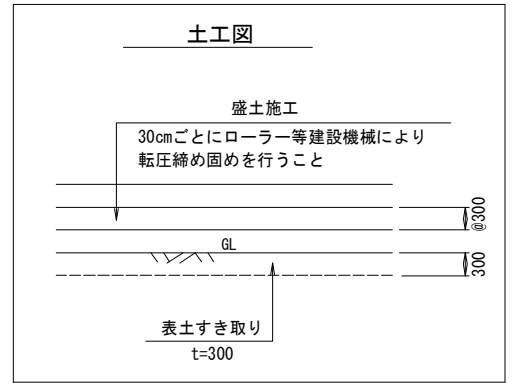 土工図
盛土施工
30cmごとにローラー等建設機械により
転圧締め固めを行うこと
@300
GL
300
表土すき取り
t=300